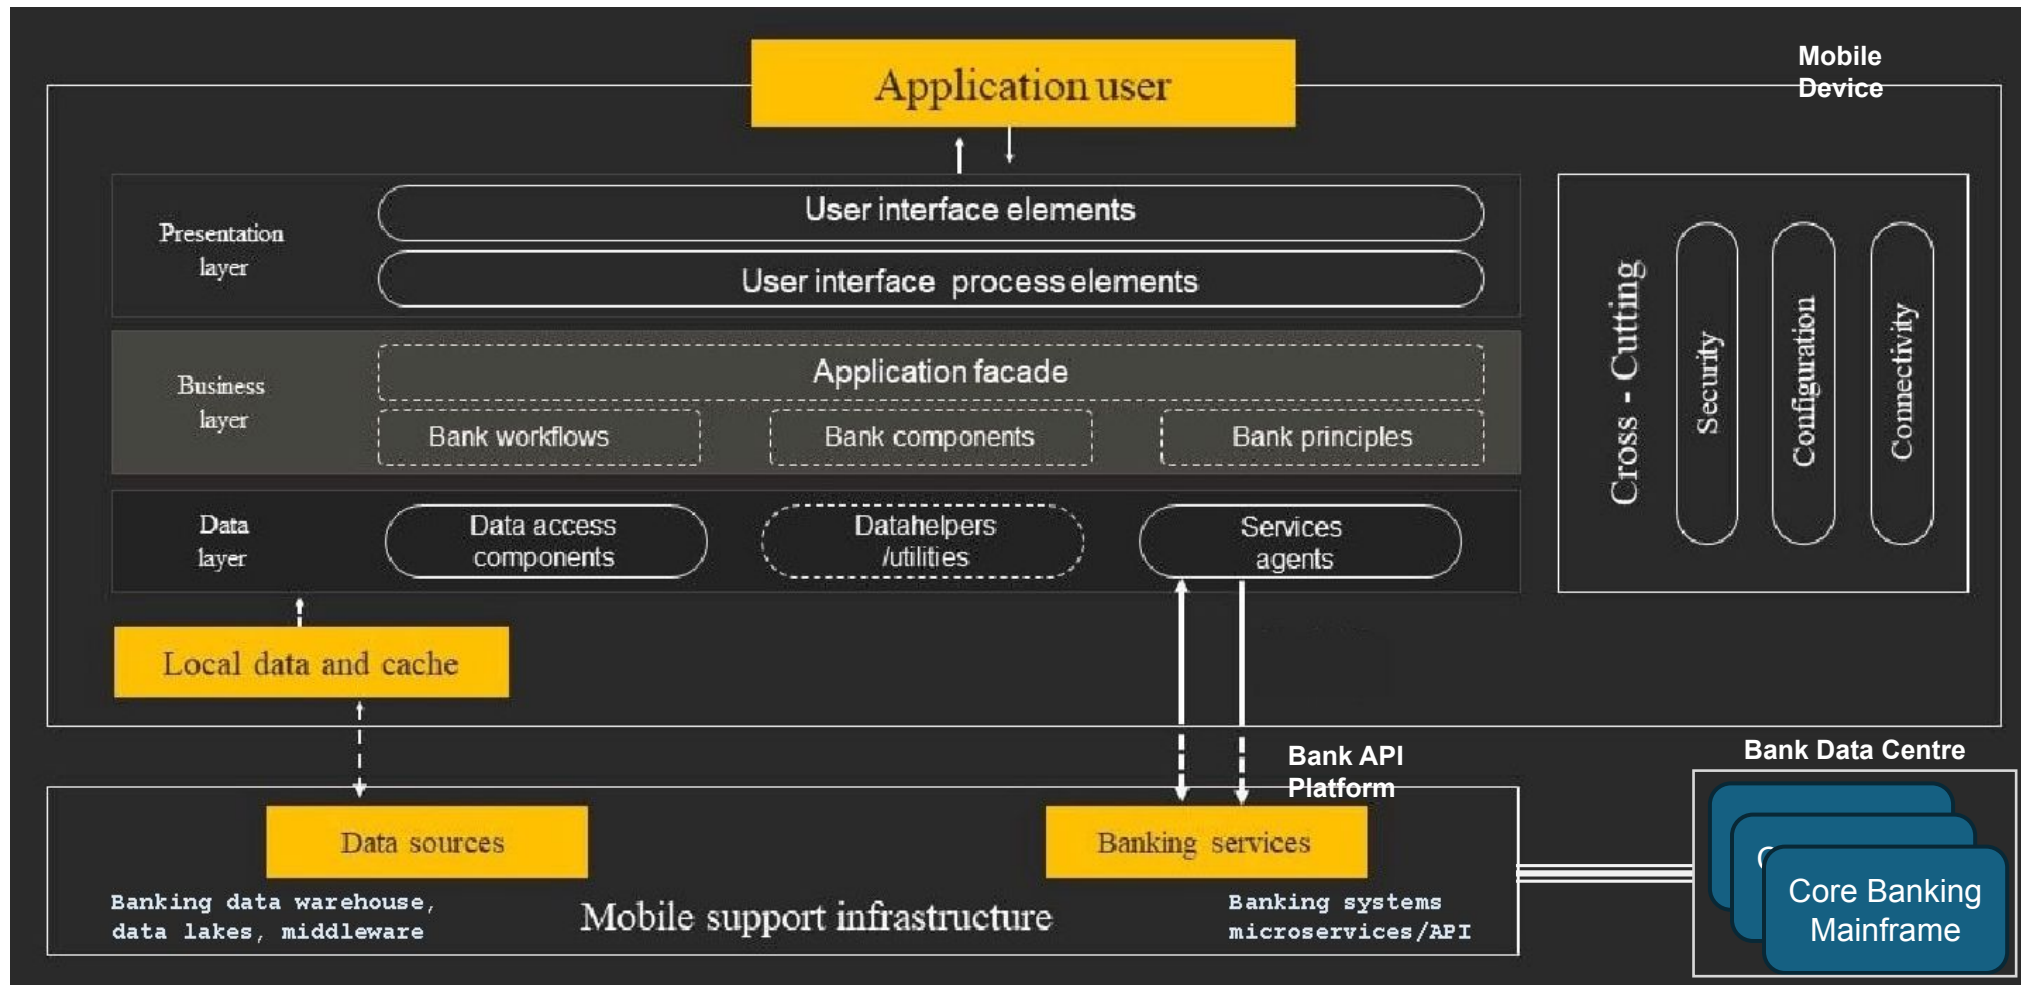 Mobile
Device
Application user
Presentation
layer
User interface elements
User interface process elements
Business
layer
Application facade
Bank workflows
Bank components
Bank principles
Data
layer
Data access
components
Datahelpers
/utilities
Services
agents
Cross - Cutting
Security
Configuration
Connectivity
Local data and cache
Bank API
Platform
Bank Data Centre
Data sources
Banking services
Banking data warehouse,
data lakes, middleware
Mobile support infrastructure
Banking systems
microservices/API
Core Banking
Mainframe